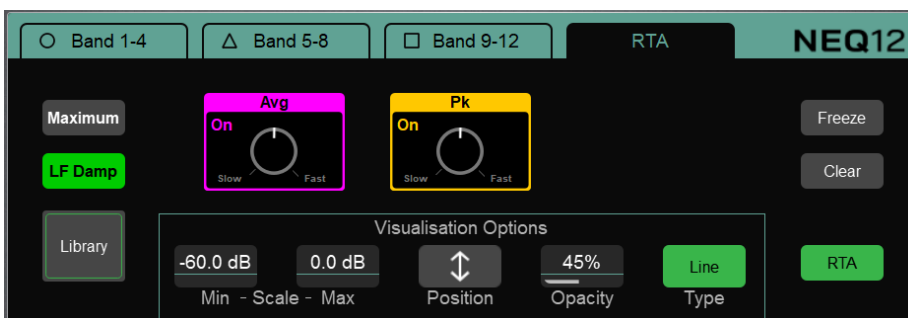 Band 1-4
Band 5-8
Band 9-12
RTA
NEQ12
Maximum
Avg
On
Slow
Fast
Pk
On
Slow
Fast
Freeze
LF Damp
Clear
Library
Visualisation Options
-60.0 dB
0.0 dB
45%
Line
RTA
Min - Scale - Max
Position
Opacity
Type